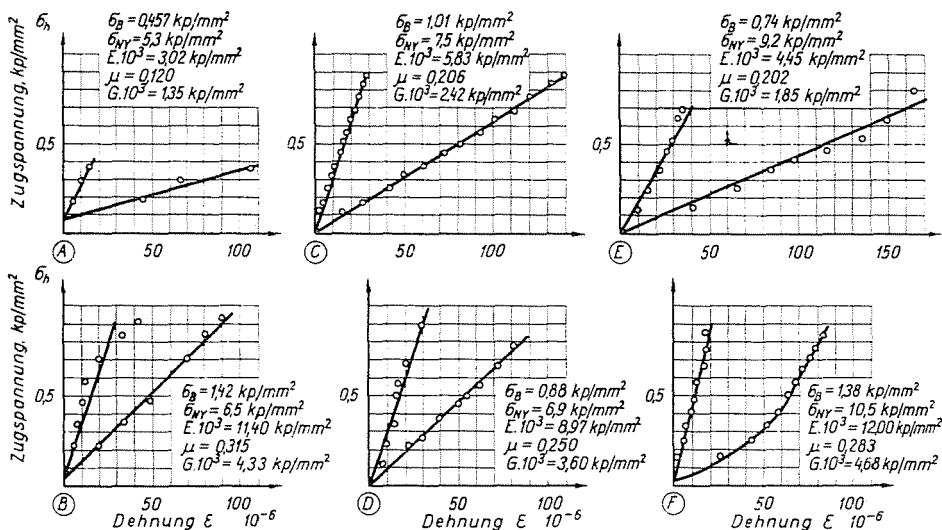 Zugspannung, kp/mm²
σh
σB=0,457 kp/mm²
σNY=5,3 kp/mm²
E.10³=3,02 kp/mm²
μ=0,120
G.10³=1,35 kp/mm²
0,5
A
50
100
σB=1,01 kp/mm²
σNY=7,5 kp/mm²
E.10³=5,83 kp/mm²
μ=0,206
G.10³=2,42 kp/mm²
0,5
C
50
100
σB=0,74 kp/mm²
σNY=9,2 kp/mm²
E.10³=4,45 kp/mm²
μ=0,202
G.10³=1,85 kp/mm²
0,5
E
50
100
150
Zugspannung, kp/mm²
σh
0,5
σB=1,42 kp/mm²
σNY=6,5 kp/mm²
E.10³=11,40 kp/mm²
μ=0,315
G.10³=4,33 kp/mm²
B
50
100
Dehnung ε 10⁻⁶
0,5
σB=0,88 kp/mm²
σNY=6,9 kp/mm²
E.10³=8,97 kp/mm²
μ=0,250
G.10³=3,60 kp/mm²
D
50
100
Dehnung ε 10⁻⁶
0,5
σB=1,38 kp/mm²
σNY=10,5 kp/mm²
E.10³=12,00 kp/mm²
μ=0,283
G.10³=4,68 kp/mm²
F
50
100
Dehnung ε 10⁻⁶